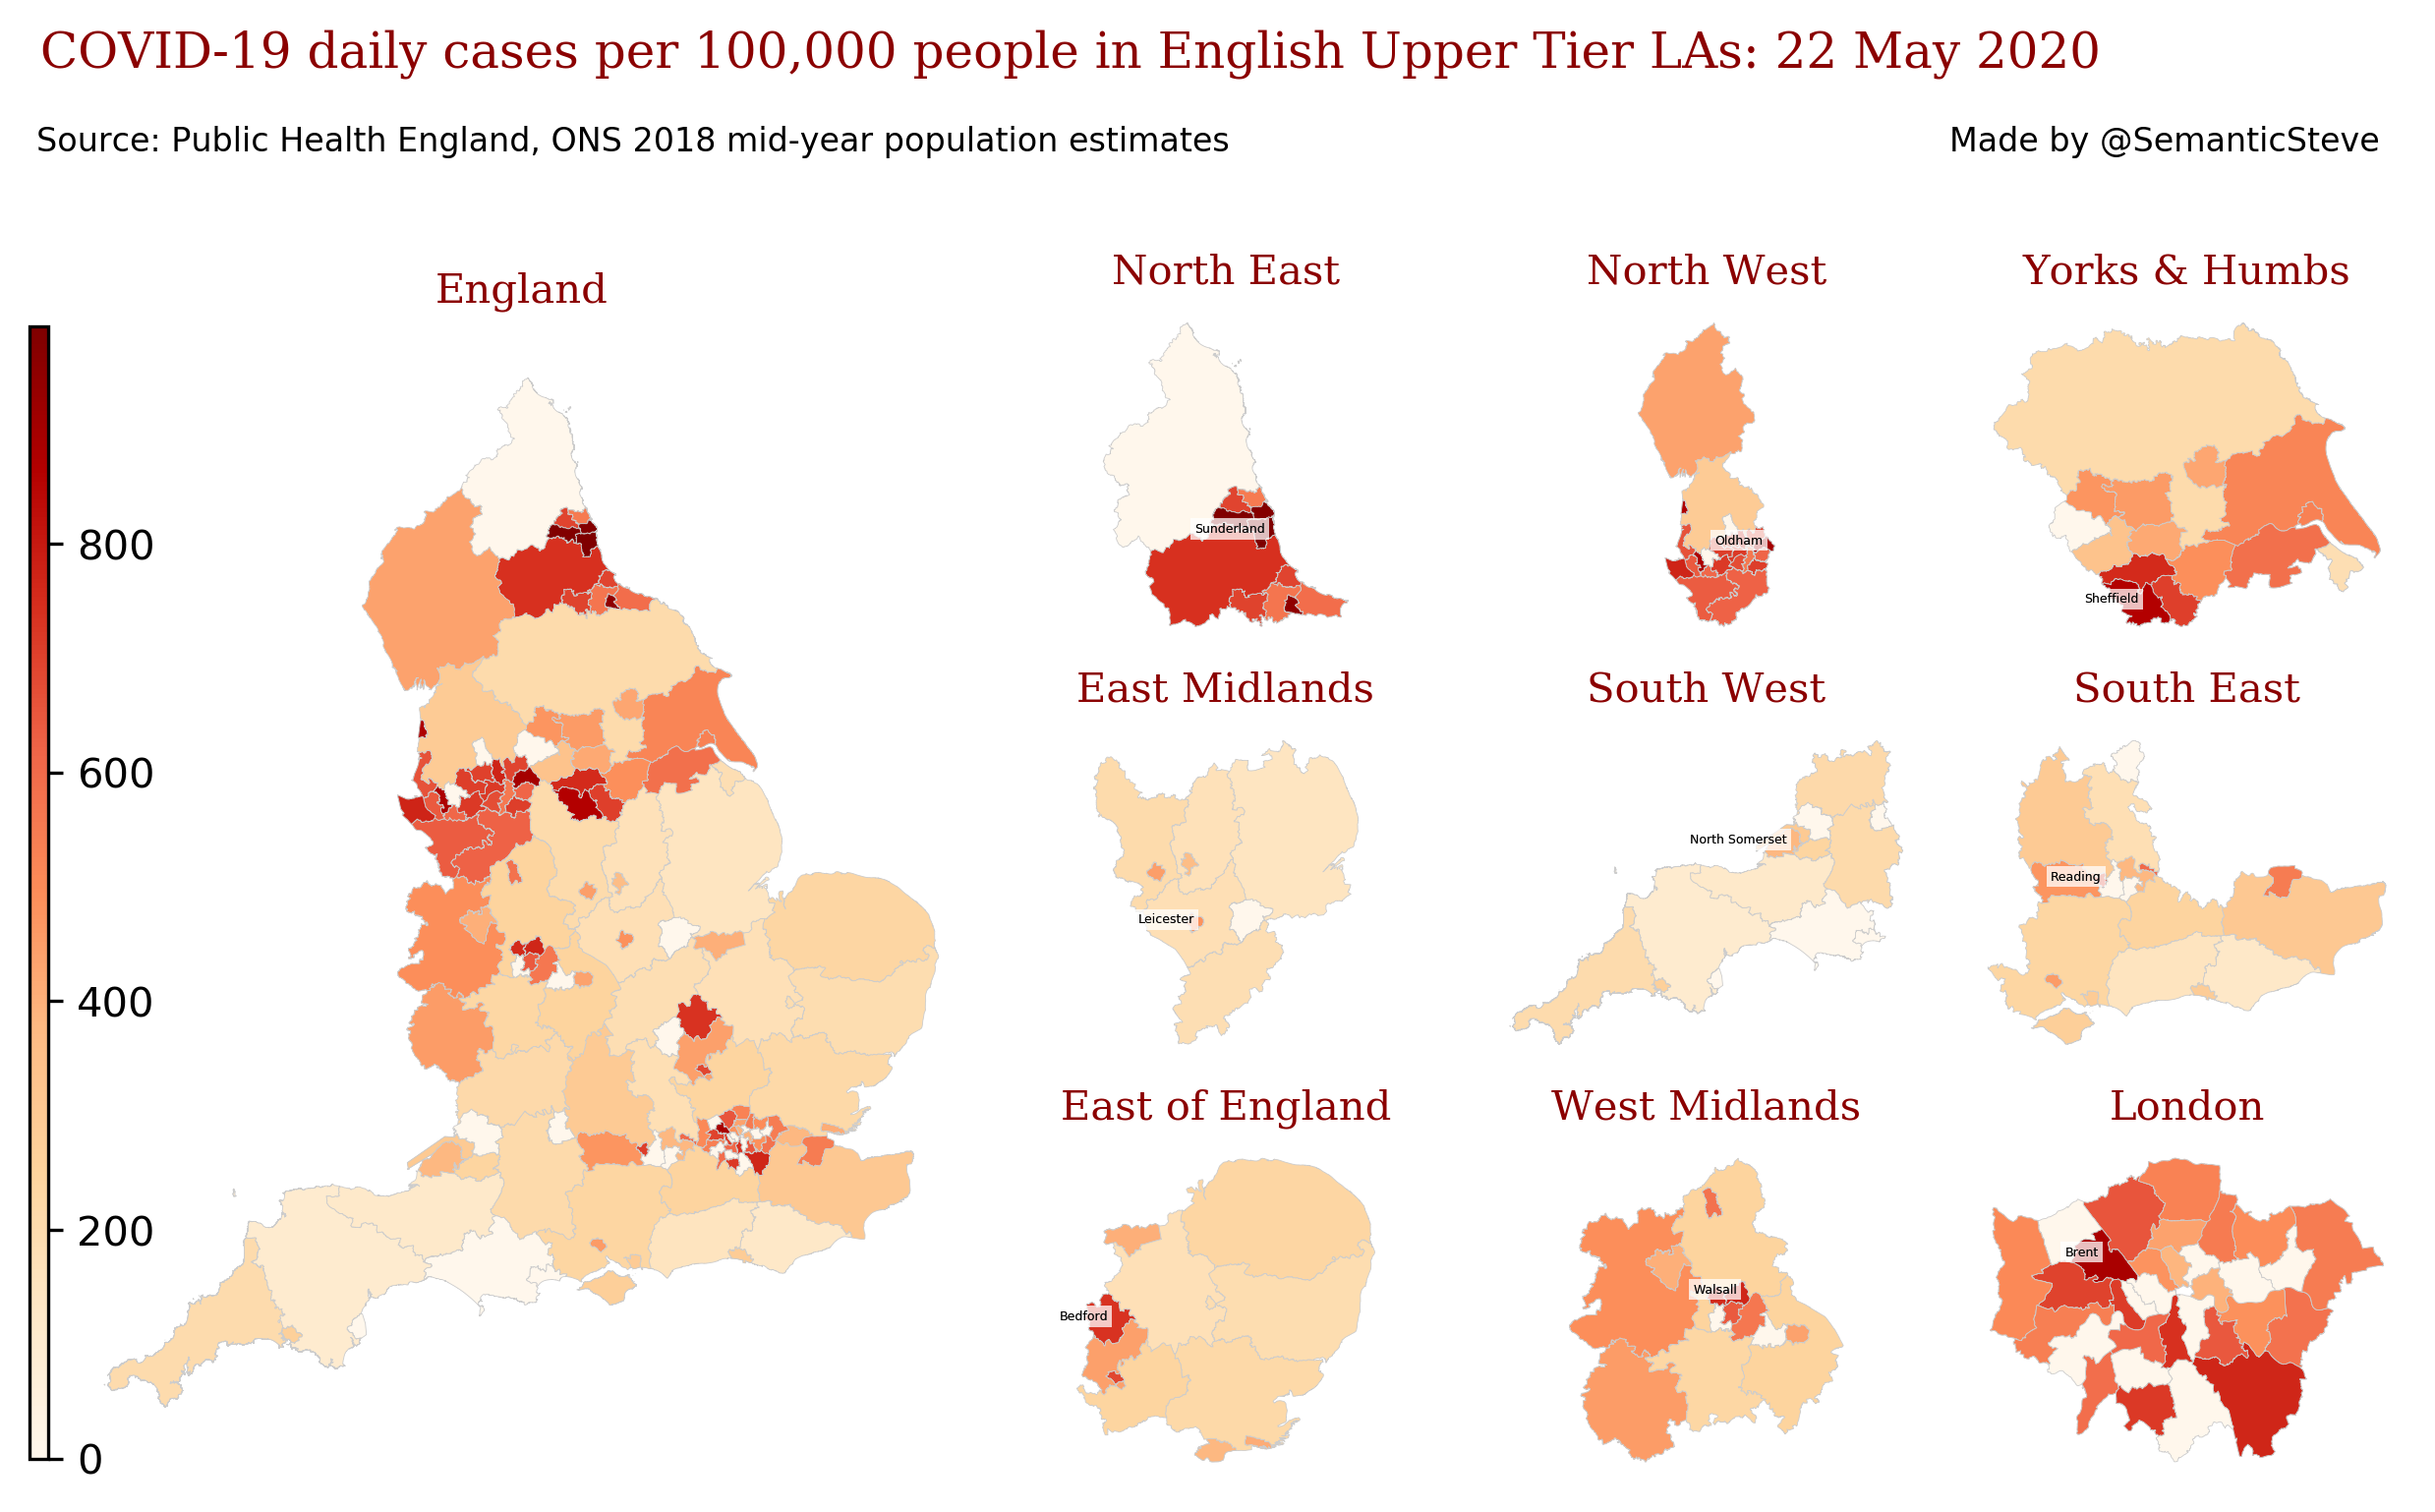 COVID-19 daily cases per 100,000 people in English Upper Tier LAs: 22 May 2020
Source: Public Health England, ONS 2018 mid-year population estimates
Made by @SemanticSteve
England
800
600
400
200
0
North East
Sunderland
North West
Oldham
Yorks & Humbs
Sheffield
East Midlands
Leicester
South West
North Somerset
South East
Reading
East of England
Bedford
West Midlands
Walsall
London
Brent